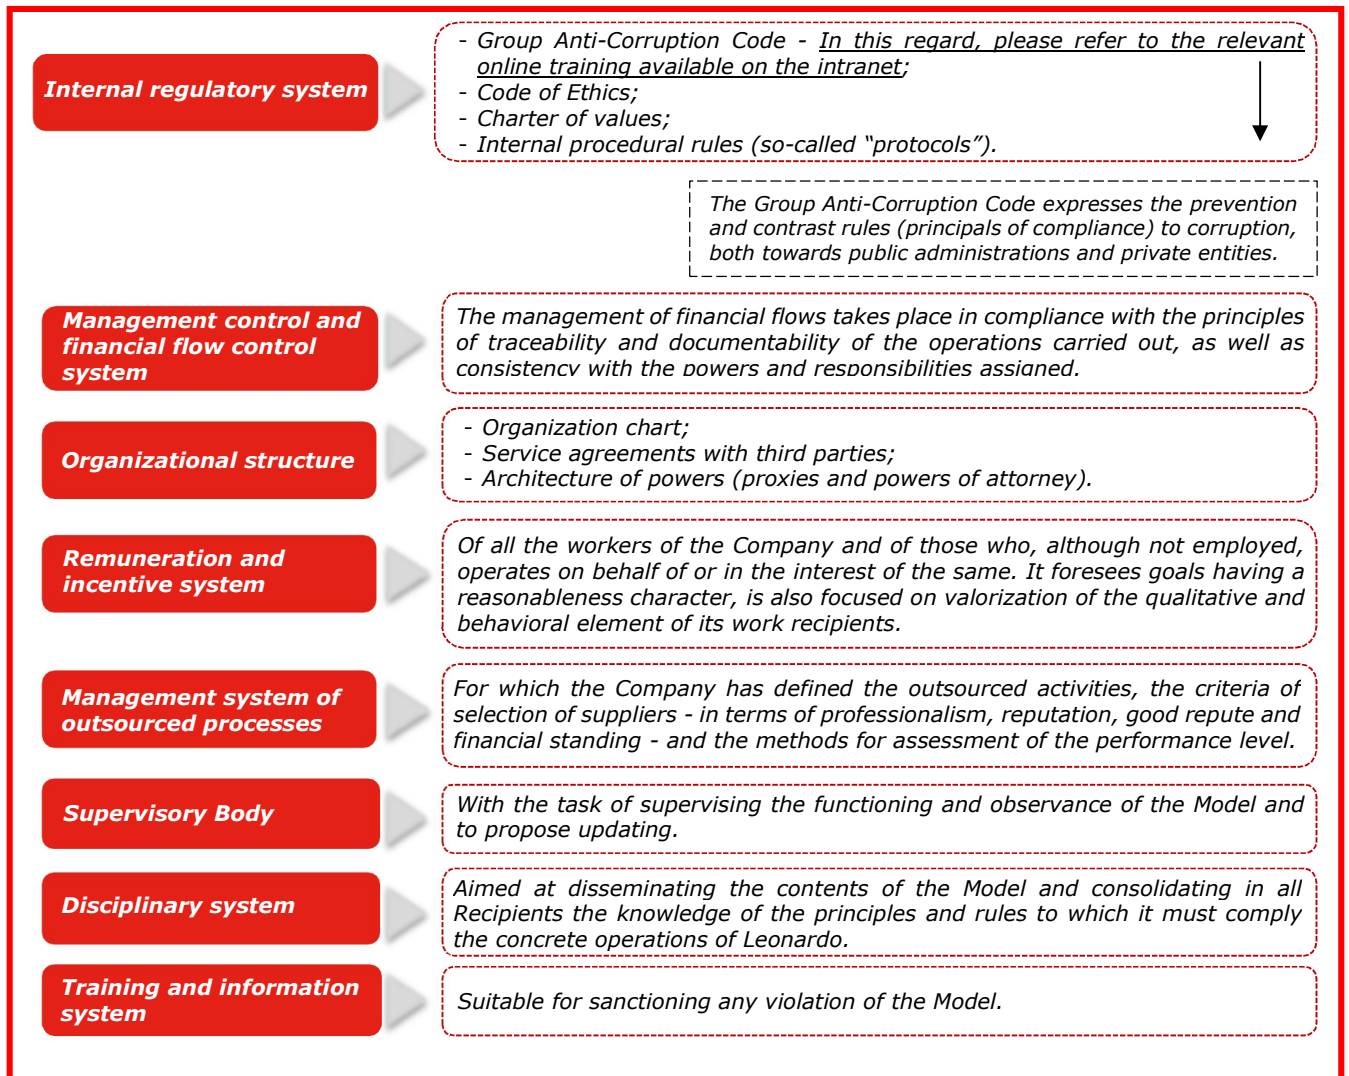 Internal regulatory system
- Group Anti-Corruption Code - In this regard, please refer to the relevant
online training available on the intranet;
- Code of Ethics;
- Charter of values;
- Internal procedural rules (so-called “protocols”).
The Group Anti-Corruption Code expresses the prevention
and contrast rules (principals of compliance) to corruption,
both towards public administrations and private entities.
Management control and
financial flow control
system
The management of financial flows takes place in compliance with the principles
of traceability and documentability of the operations carried out, as well as
consistency with the powers and responsibilities assigned.
Organizational structure
- Organization chart;
- Service agreements with third parties;
- Architecture of powers (proxies and powers of attorney).
Remuneration and
incentive system
Of all the workers of the Company and of those who, although not employed,
operates on behalf of or in the interest of the same. It foresees goals having a
reasonableness character, is also focused on valorization of the qualitative and
behavioral element of its work recipients.
Management system of
outsourced processes
For which the Company has defined the outsourced activities, the criteria of
selection of suppliers - in terms of professionalism, reputation, good repute and
financial standing - and the methods for assessment of the performance level.
Supervisory Body
With the task of supervising the functioning and observance of the Model and
to propose updating.
Disciplinary system
Aimed at disseminating the contents of the Model and consolidating in all
Recipients the knowledge of the principles and rules to which it must comply
the concrete operations of Leonardo.
Training and information
system
Suitable for sanctioning any violation of the Model.